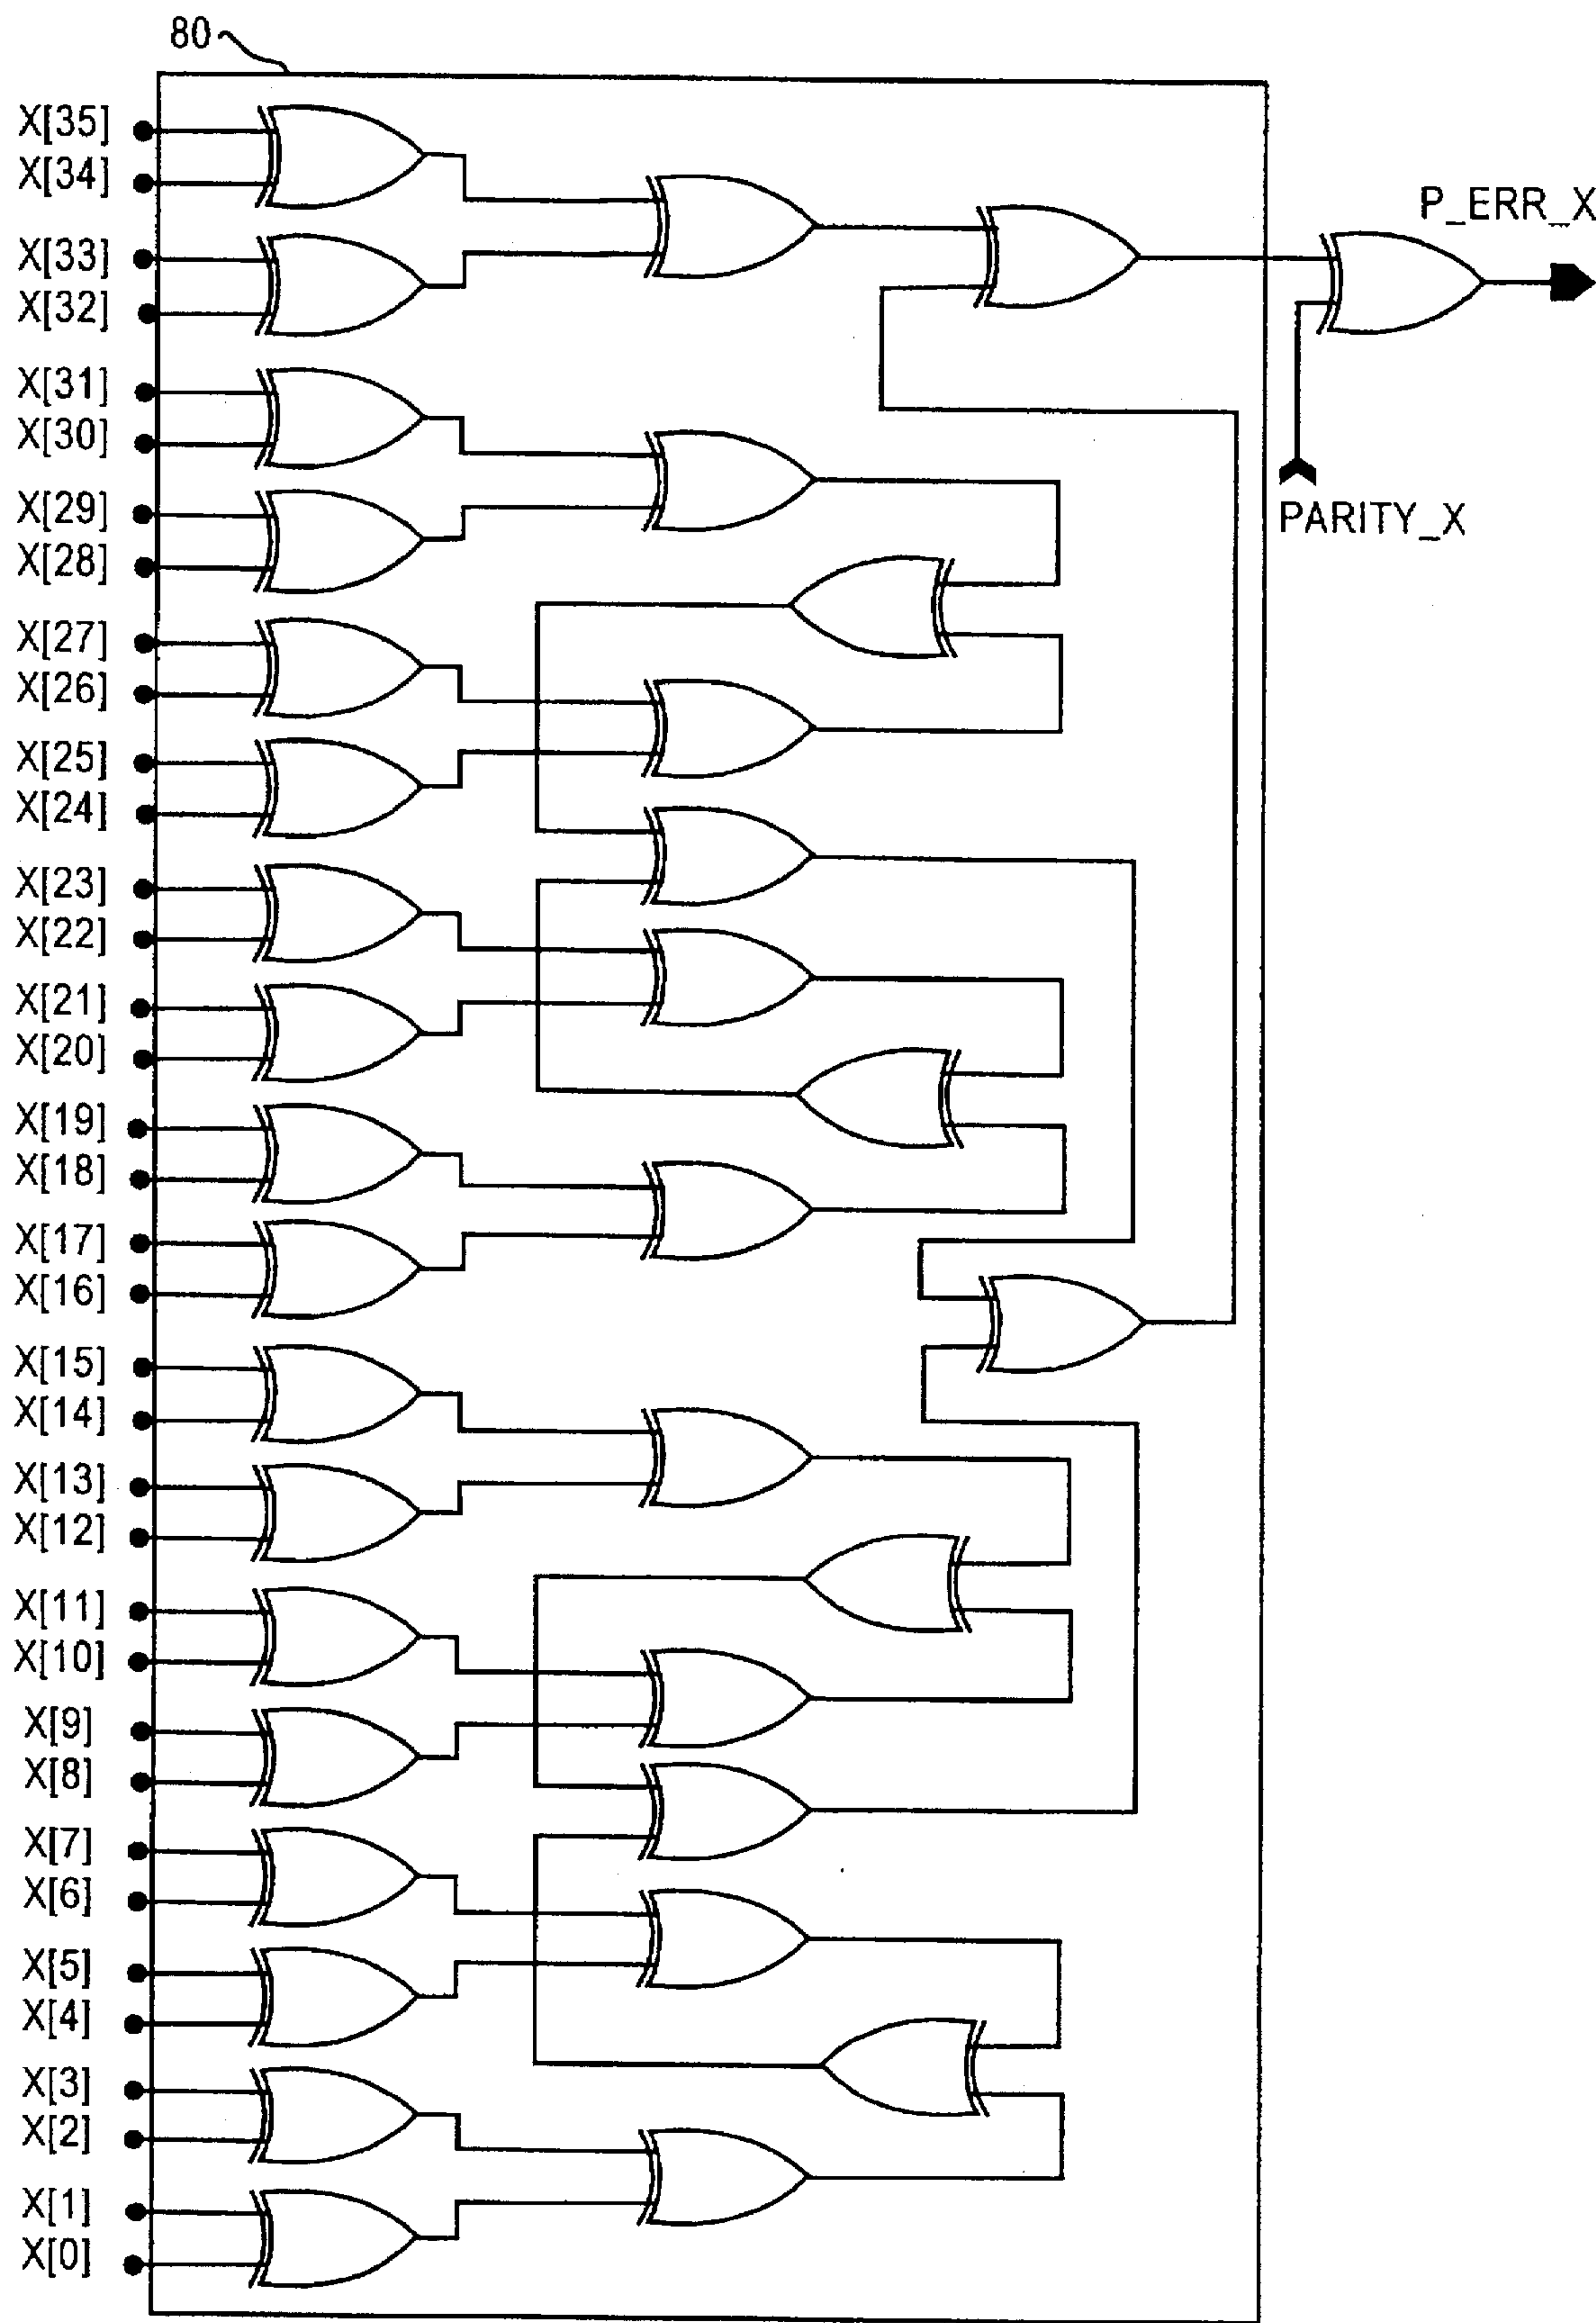 80
X[35]
X[34]
P_ERR_X
X[33]
X[32]
X[31]
X[30]
X[29]
PARITY_X
X[28]
X[27]
X[26]
X[25]
X[24]
X[23]
X[22]
X[21]
X[20]
X[19]
X[18]
X[17]
X[16]
X[15]
X[14]
X[13]
X[12]
X[11]
X[10]
X[9]
X[8]
X[7]
X[6]
X[5]
X[4]
X[3]
X[2]
X[1]
X[0]